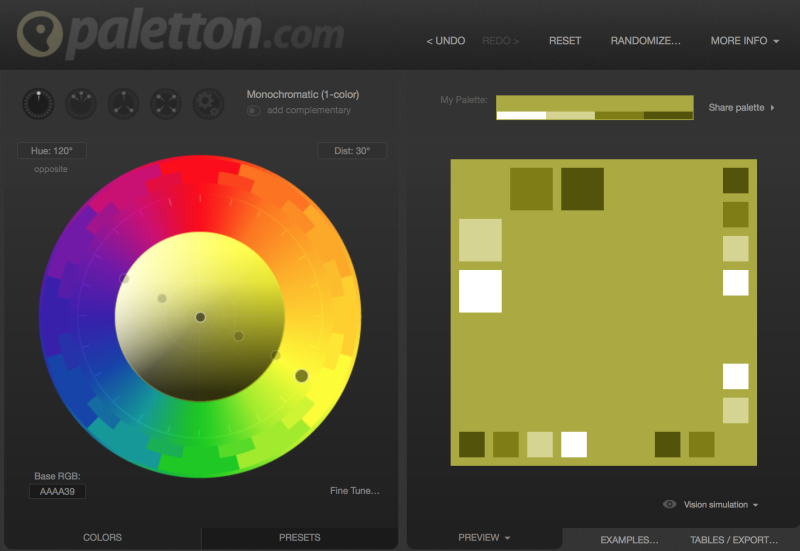 paletton.com
< UNDO
REDO >
RESET
RANDOMIZE...
MORE INFO
Monochromatic (1-color)
add complementary
My Palette:
Share palette
Hue: 120°
Dist: 30°
opposite
Base RGB:
AAAA39
Fine Tune...
Vision simulation
COLORS
PRESETS
PREVIEW
EXAMPLES...
TABLES / EXPORT...